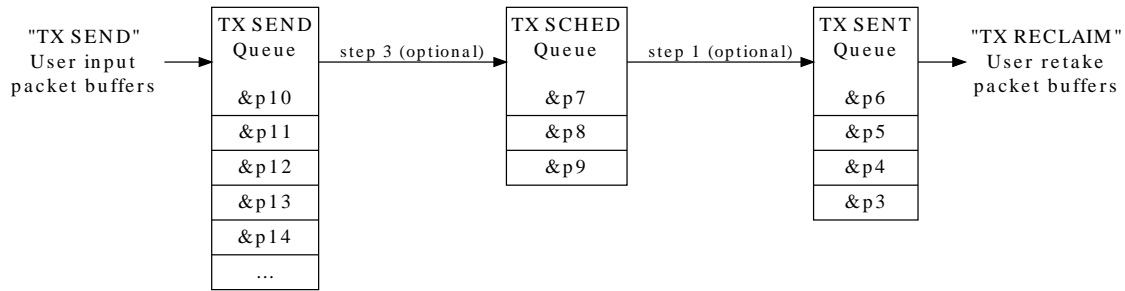 "TX SEND"
User input
packet buffers
TX SEND
Queue
&p10
&p11
&p12
&p13
&p14
...
step 3 (optional)
TX SCHED
Queue
&p7
&p8
&p9
step 1 (optional)
TX SENT
Queue
&p6
&p5
&p4
&p3
"TX RECLAIM"
User retake
packet buffers